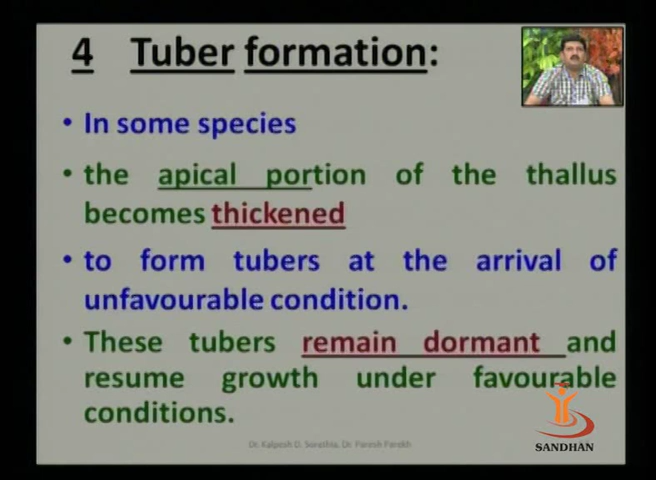 4 Tuber formation:
• In some species
• the apical portion of the thallus
becomes thickened
• to form tubers at the arrival of
unfavourable condition.
• These tubers remain dormant and
resume growth under favourable
conditions.
Dr. Kalpesh D. Sorathia, Dr. Paresh Parekh
SANDHAN